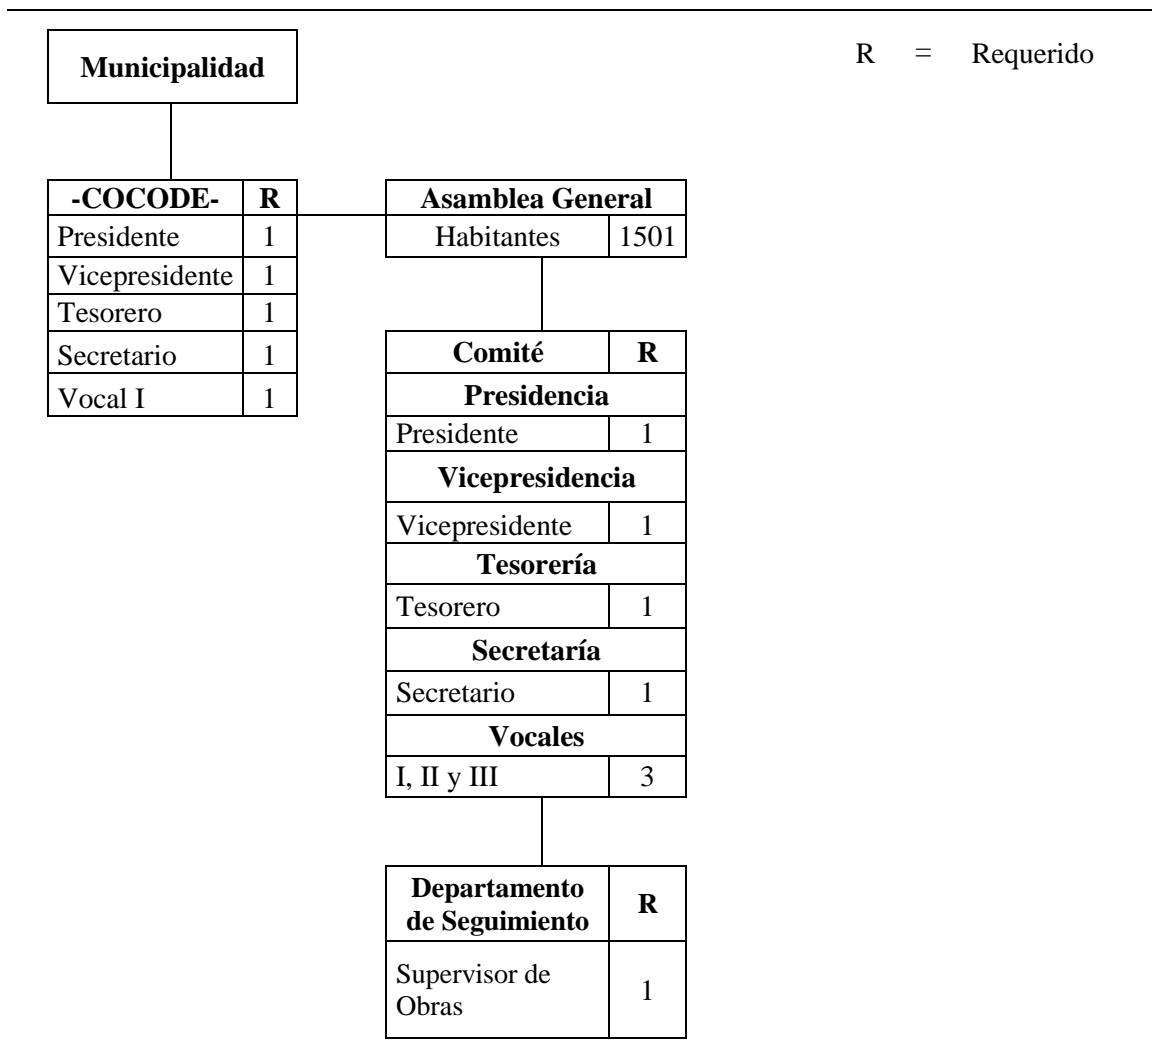 Municipalidad
R = Requerido
-COCODE- R
Presidente 1
Vicepresidente 1
Tesorero 1
Secretario 1
Vocal I 1
Asamblea General
Habitantes 1501
Comité R
Presidencia
Presidente 1
Vicepresidencia
Vicepresidente 1
Tesorería
Tesorero 1
Secretaría
Secretario 1
Vocales
I, II y III 3
Departamento
de Seguimiento R
Supervisor de
Obras 1